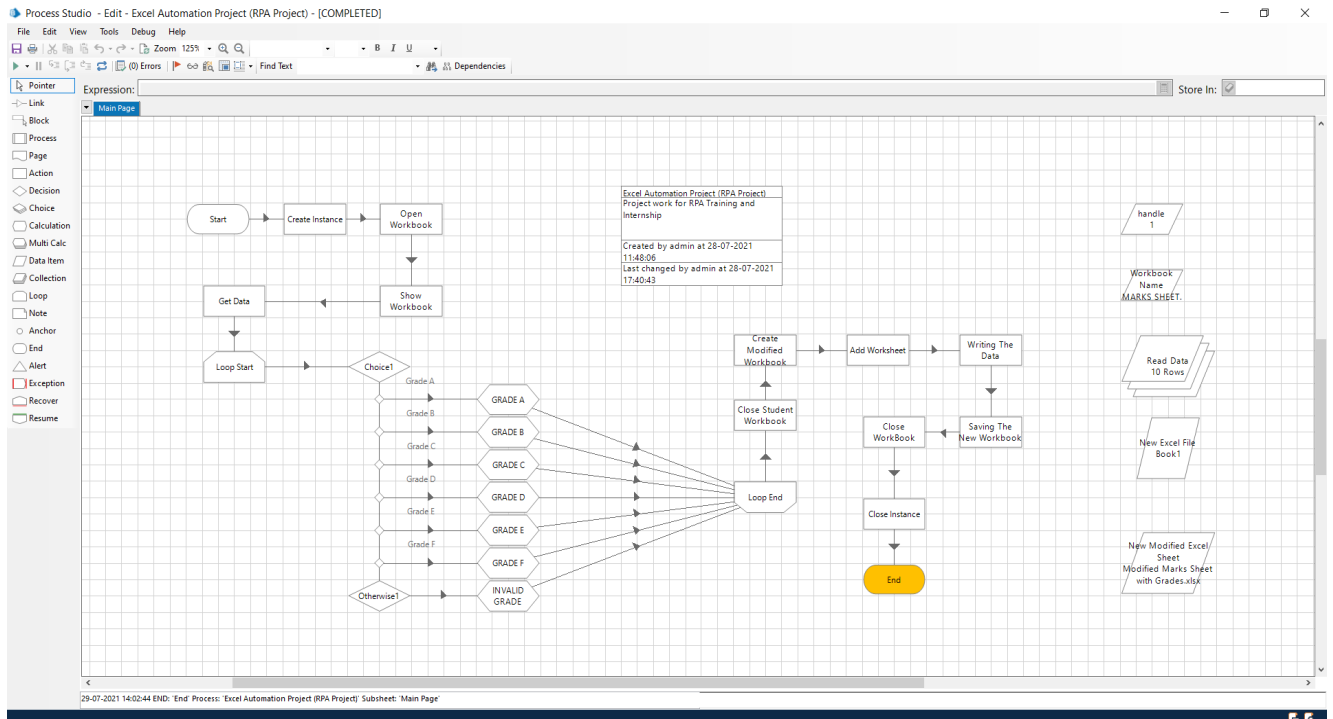 Process Studio - Edit - Excel Automation Project (RPA Project) - [COMPLETED]
File Edit View Tools Debug Help
Zoom 125% B I U
(0) Errors Find Text Dependencies
Pointer
Link
Block
Process
Page
Action
Decision
Choice
Calculation
Multi Calc
Data Item
Collection
Loop
Note
Anchor
End
Alert
Exception
Recover
Resume
Expression:
Store In:
Main Page
Start
Create Instance
Open
Workbook
Show
Workbook
Get Data
Loop Start
Choice1
Grade A
Grade B
Grade C
Grade D
Grade E
Grade F
Otherwise1
GRADE A
GRADE B
GRADE C
GRADE D
GRADE E
GRADE F
INVALID
GRADE
Loop End
Close Student
Workbook
Create
Modified
Workbook
Add Worksheet
Writing The
Data
Saving The
New Workbook
Close
WorkBook
Close Instance
End
Excel Automation Project (RPA Project)
Project work for RPA Training and
Internship
Created by admin at 28-07-2021
11:48:06
Last changed by admin at 28-07-2021
17:40:43
handle
1
Workbook
Name
MARKS SHEET.
Read Data
10 Rows
New Excel File
Book1
New Modified Excel
Sheet
Modified Marks Sheet
with Grades.xlsx
29-07-2021 14:02:44 END: 'End' Process: 'Excel Automation Project (RPA Project)' Subsheet: 'Main Page'